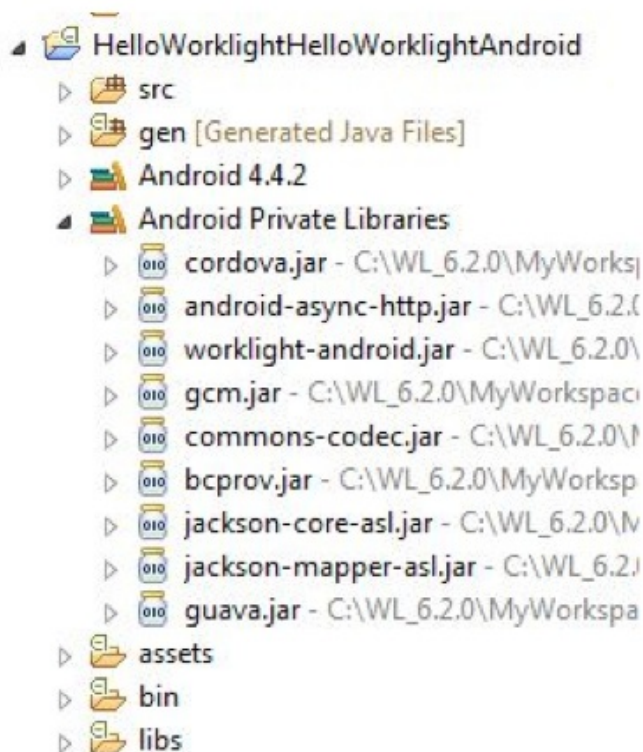 HelloWorklightHelloWorklightAndroid
src
gen [Generated Java Files]
Android 4.4.2
Android Private Libraries
cordova.jar - C:\WL_6.2.0\MyWorks
android-async-http.jar - C:\WL_6.2.
worklight-android.jar - C:\WL_6.2.0\
gcm.jar - C:\WL_6.2.0\MyWorkspac
commons-codec.jar - C:\WL_6.2.0\
bcprov.jar - C:\WL_6.2.0\MyWorksp
jackson-core-asl.jar - C:\WL_6.2.0\
jackson-mapper-asl.jar - C:\WL_6.2.
guava.jar - C:\WL_6.2.0\MyWorkspa
assets
bin
libs